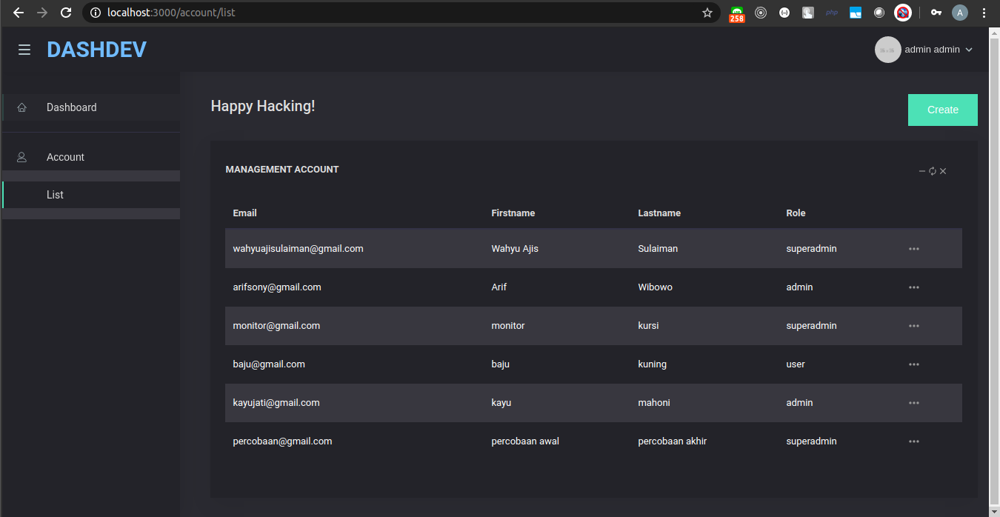 localhost:3000/account/list
258
php
A
DASHDEV
admin admin
Dashboard
Account
List
Happy Hacking!
Create
MANAGEMENT ACCOUNT
Email Firstname Lastname Role
wahyuajisulaiman@gmail.com Wahyu Ajis Sulaiman superadmin
arifsony@gmail.com Arif Wibowo admin
monitor@gmail.com monitor kursi superadmin
baju@gmail.com baju kuning user
kayujati@gmail.com kayu mahoni admin
percobaan@gmail.com percobaan awal percobaan akhir superadmin